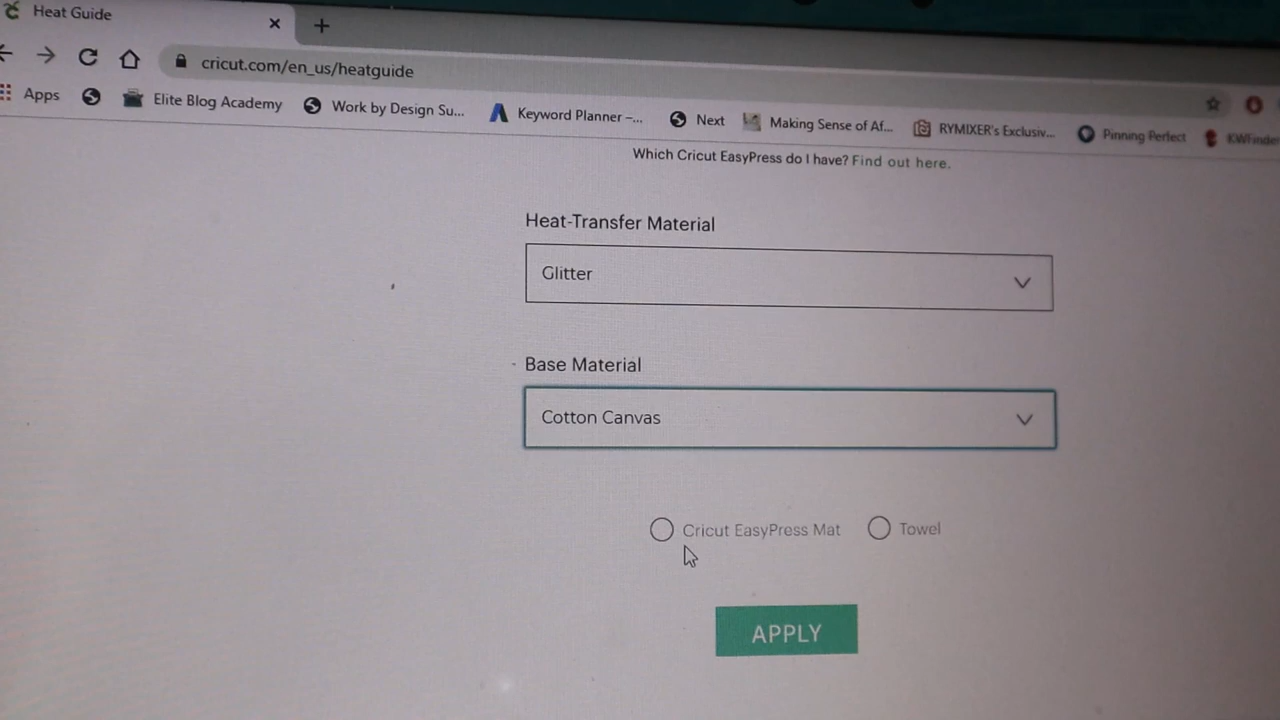 Heat Guide
cricut.com/en_us/heatguide
Apps Elite Blog Academy Work by Design Su... Keyword Planner –... Next Making Sense of Af... RYMIXER's Exclusiv... Pinning Perfect KWFinder
Which Cricut EasyPress do I have? Find out here.
Heat-Transfer Material
Glitter
Base Material
Cotton Canvas
Cricut EasyPress Mat Towel
APPLY